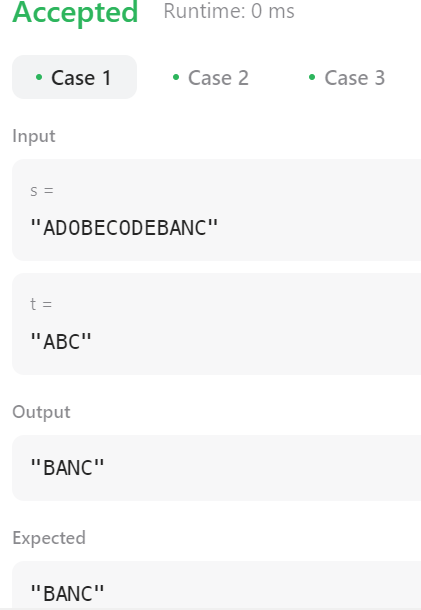 Accepted Runtime: 0 ms
Case 1 Case 2 Case 3
Input
s =
"ADOBECODEBANC"
t =
"ABC"
Output
"BANC"
Expected
"BANC"